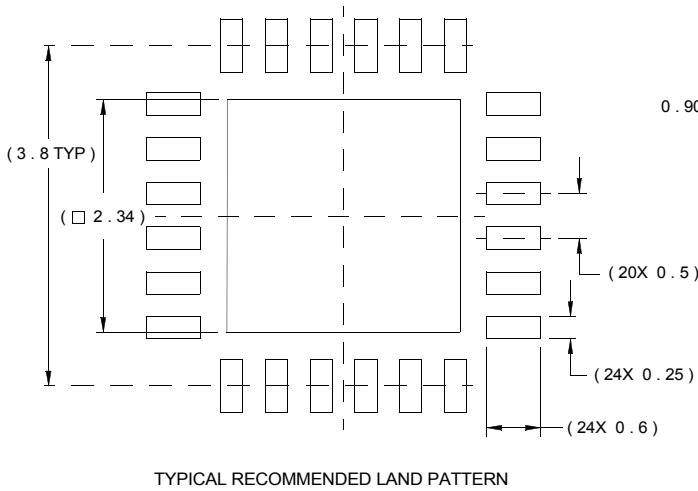 0.90
( 3 . 8 TYP )
( □ 2 . 34 )
( 20X 0 . 5 )
( 24X 0 . 25 )
( 24X 0 . 6 )
TYPICAL RECOMMENDED LAND PATTERN